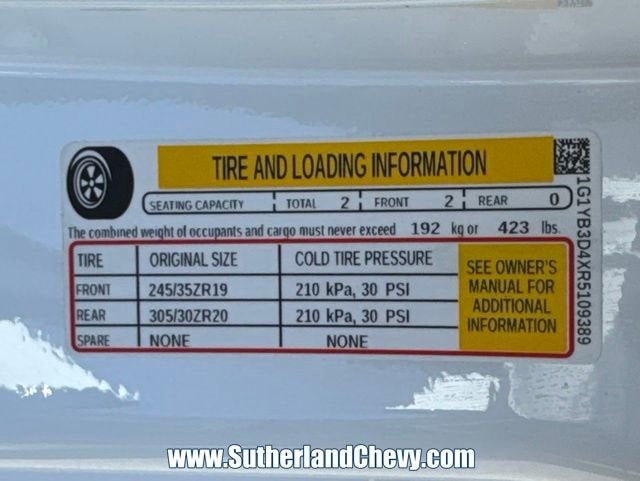 TIRE AND LOADING INFORMATION
SEATING CAPACITY TOTAL 2 FRONT 2 REAR 0
The combined weight of occupants and cargo must never exceed 192 kg or 423 lbs.
TIRE ORIGINAL SIZE COLD TIRE PRESSURE
FRONT 245/35ZR19 210 kPa, 30 PSI
REAR 305/30ZR20 210 kPa, 30 PSI
SPARE NONE NONE
SEE OWNER'S
MANUAL FOR
ADDITIONAL
INFORMATION
1G1YB3D4XR5109389
www.SutherlandChevy.com